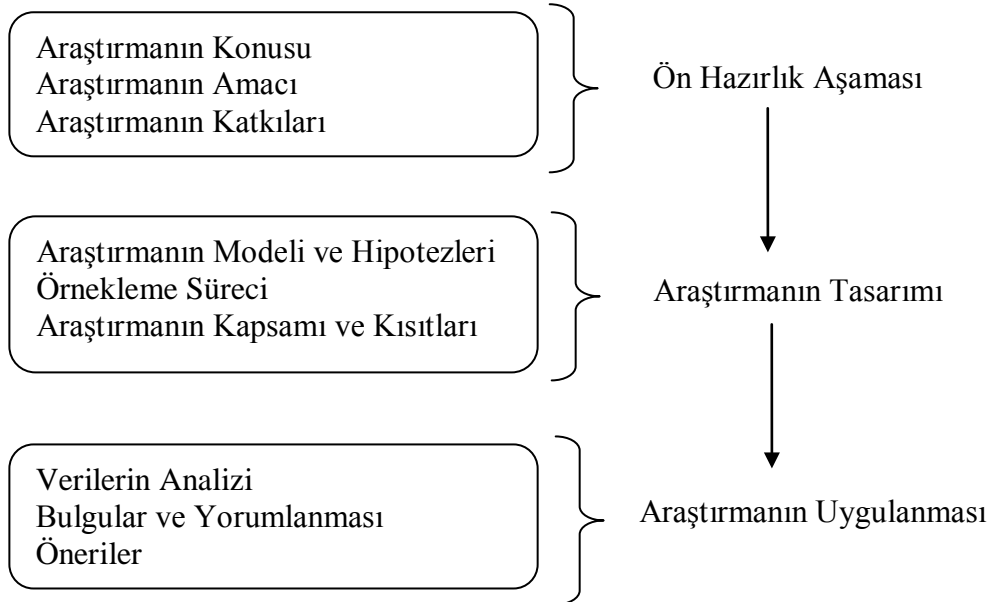 Araştırmanın Konusu
Araştırmanın Amacı
Araştırmanın Katkıları
Ön Hazırlık Aşaması
Araştırmanın Modeli ve Hipotezleri
Örnekleme Süreci
Araştırmanın Kapsamı ve Kısıtları
Araştırmanın Tasarımı
Verilerin Analizi
Bulgular ve Yorumlanması
Öneriler
Araştırmanın Uygulanması